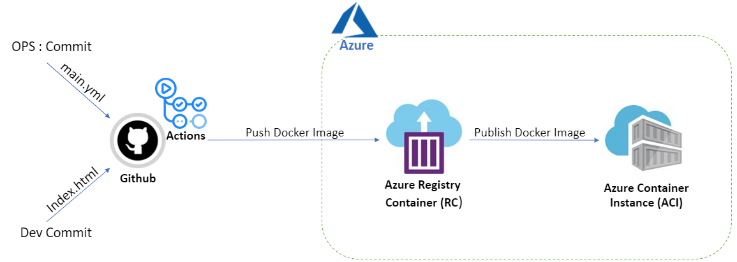 Azure
OPS : Commit
main.yml
Actions
Push Docker Image
Publish Docker Image
Github
Azure Registry
Container (RC)
Azure Container
Instance (ACI)
Index.html
Dev Commit